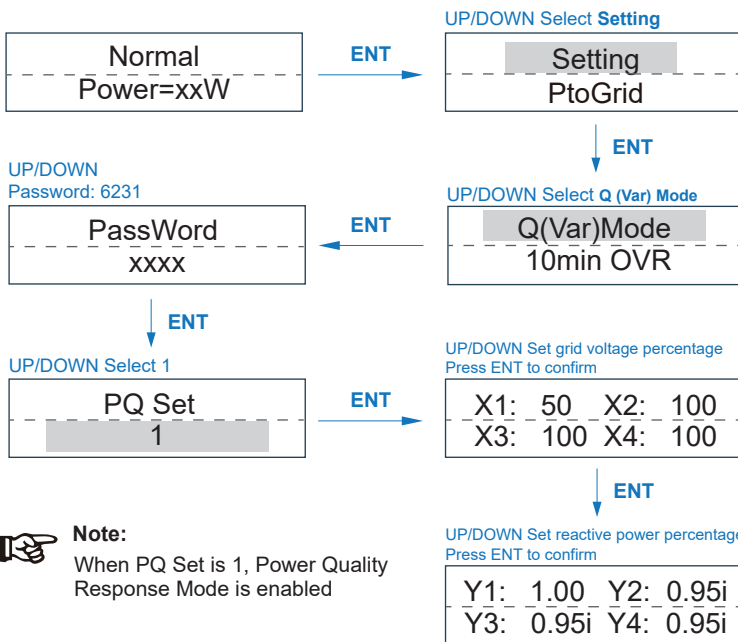 UP/DOWN Select Setting
Normal
Power=xxW
ENT
Setting
PtoGrid
ENT
UP/DOWN
Password: 6231
UP/DOWN Select Q (Var) Mode
PassWord
xxxx
ENT
Q(Var)Mode
10min OVR
ENT
UP/DOWN Select 1
UP/DOWN Set grid voltage percentage
Press ENT to confirm
PQ Set
1
ENT
X1: 50 X2: 100
X3: 100 X4: 100
ENT
Note:
When PQ Set is 1, Power Quality
Response Mode is enabled
UP/DOWN Set reactive power percentage
Press ENT to confirm
Y1: 1.00 Y2: 0.95i
Y3: 0.95i Y4: 0.95i